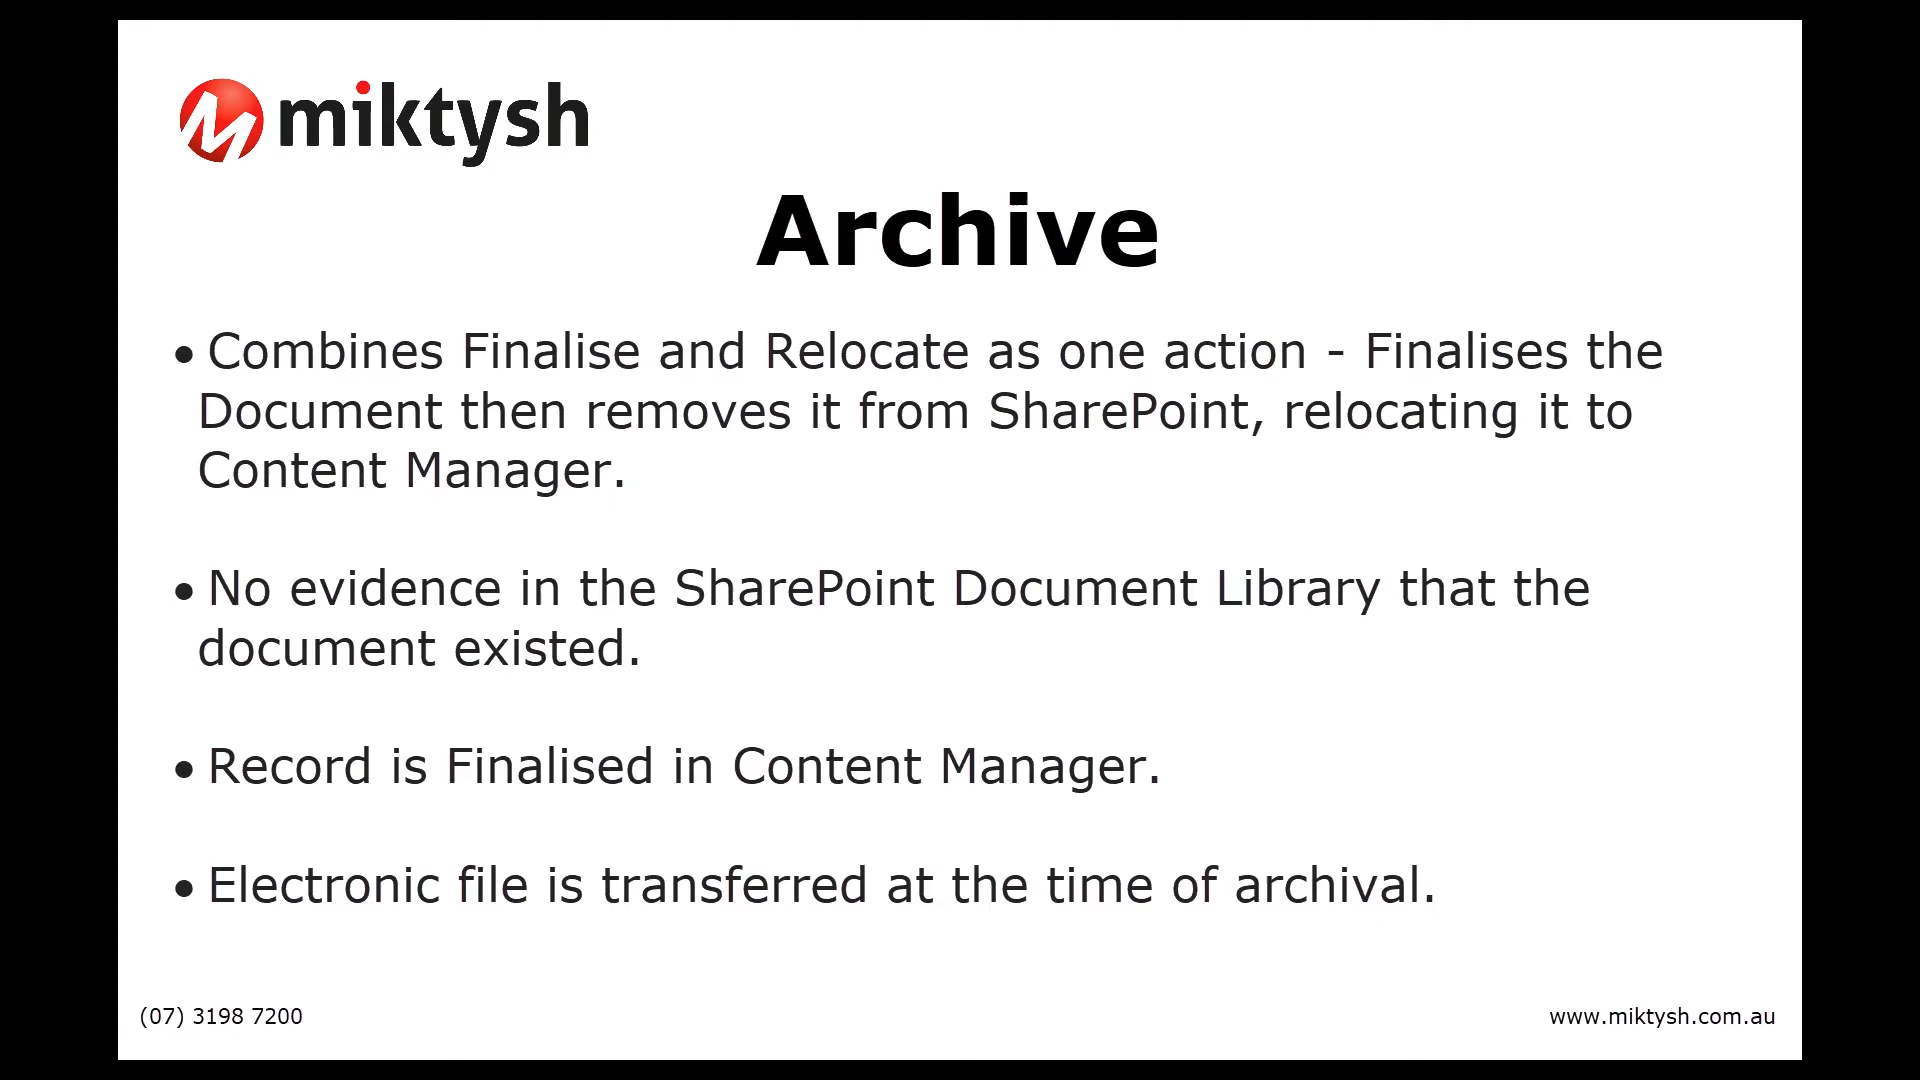 miktysh
Archive
• Combines Finalise and Relocate as one action - Finalises the
Document then removes it from SharePoint, relocating it to
Content Manager.
• No evidence in the SharePoint Document Library that the
document existed.
• Record is Finalised in Content Manager.
• Electronic file is transferred at the time of archival.
(07) 3198 7200
www.miktysh.com.au